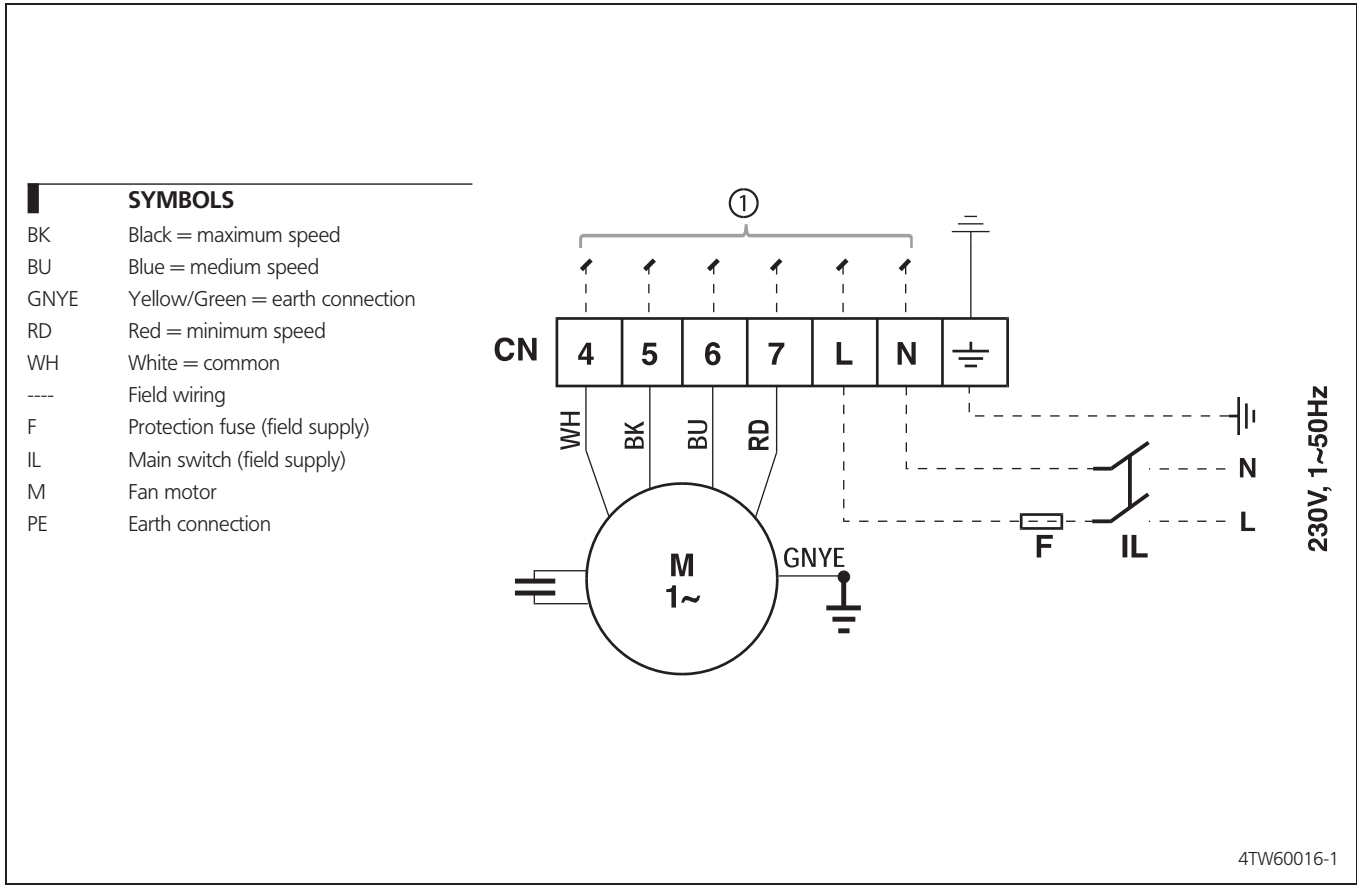 SYMBOLS
BK Black = maximum speed
BU Blue = medium speed
GNYE Yellow/Green = earth connection
RD Red = minimum speed
WH White = common
---- Field wiring
F Protection fuse (field supply)
IL Main switch (field supply)
M Fan motor
PE Earth connection
①
CN 4 5 6 7 L N
WH BK BU RD
M
1~
GNYE
F IL
N
L
230V, 1~50Hz
4TW60016-1